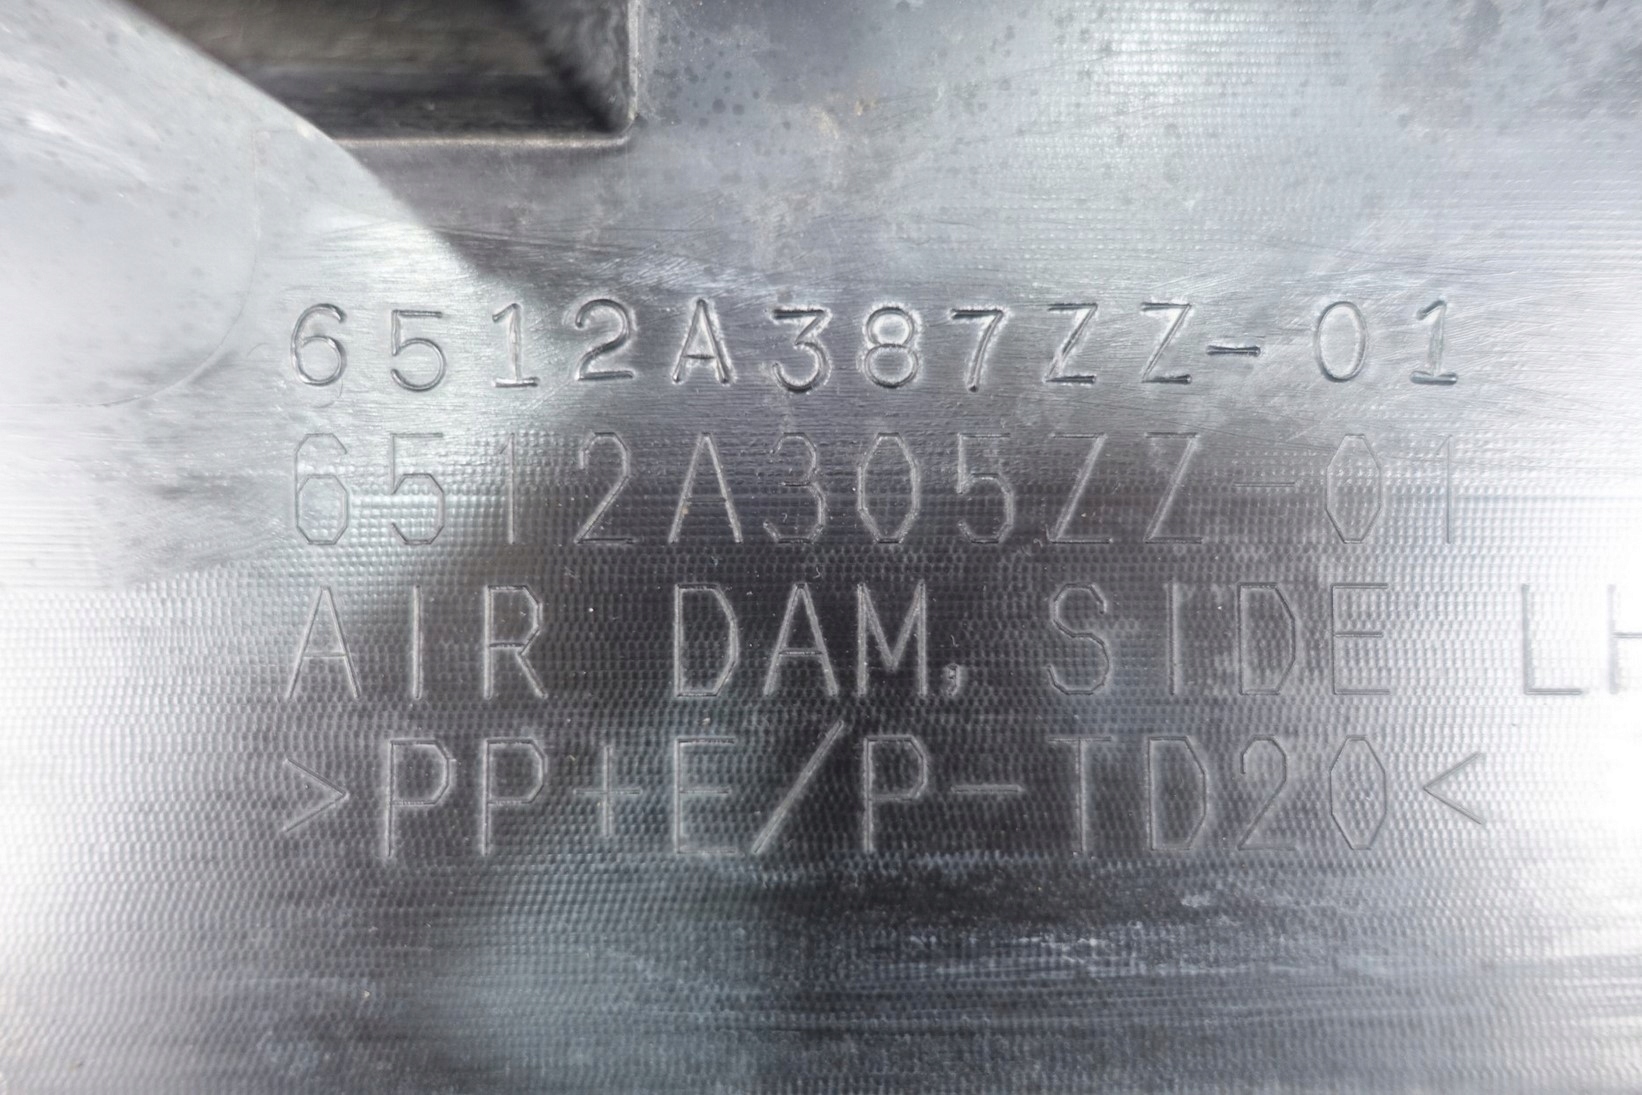 6512A387ZZ-01
6512A305ZZ-01
AIR DAM, SIDE LH
>PP+E/P-TD20<